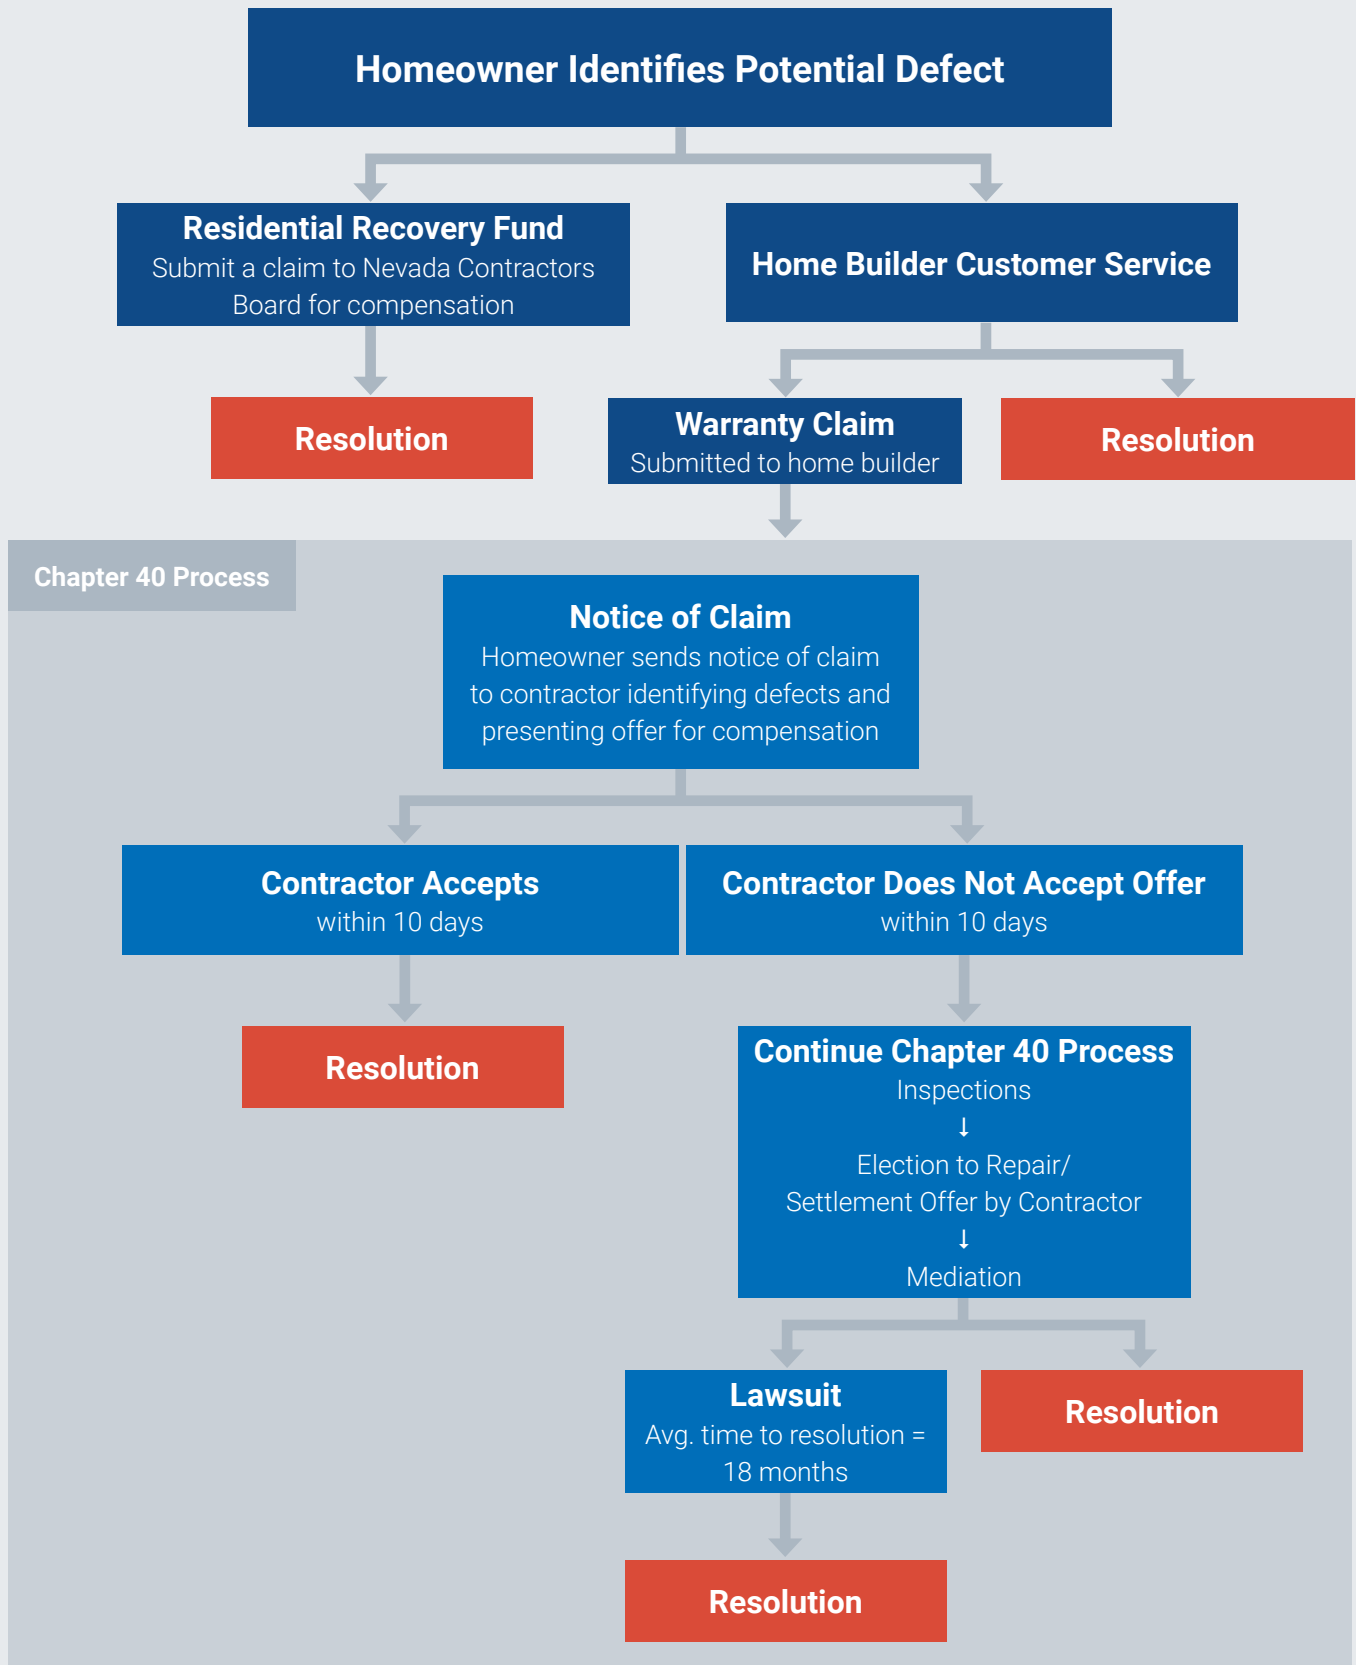 Homeowner Identifies Potential Defect
Residential Recovery Fund
Submit a claim to Nevada Contractors
Board for compensation
Home Builder Customer Service
Resolution
Warranty Claim
Submitted to home builder
Resolution
Chapter 40 Process
Notice of Claim
Homeowner sends notice of claim
to contractor identifying defects and
presenting offer for compensation
Contractor Accepts
within 10 days
Contractor Does Not Accept Offer
within 10 days
Resolution
Continue Chapter 40 Process
Inspections
↓
Election to Repair/
Settlement Offer by Contractor
↓
Mediation
Lawsuit
Avg. time to resolution =
18 months
Resolution
Resolution